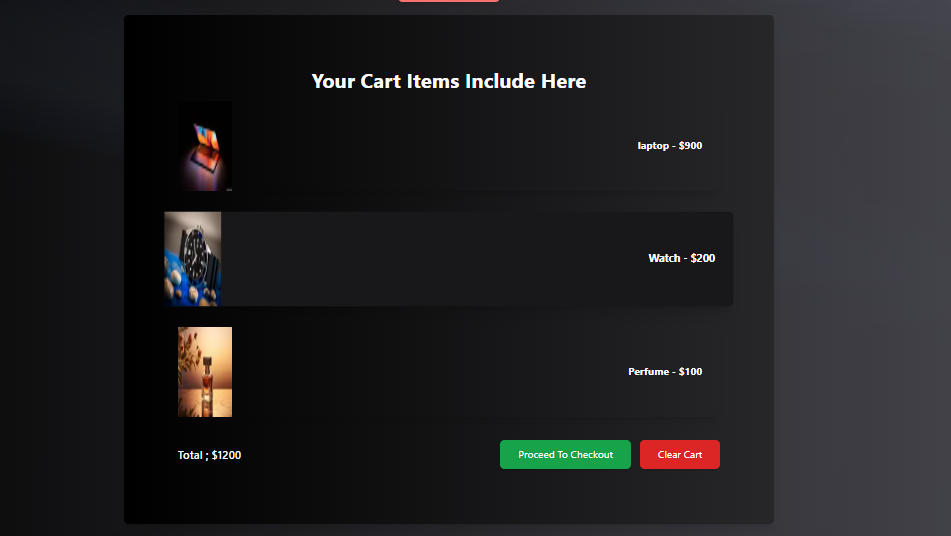 Your Cart Items Include Here
laptop - $900
Watch - $200
Perfume - $100
Total ; $1200
Proceed To Checkout
Clear Cart